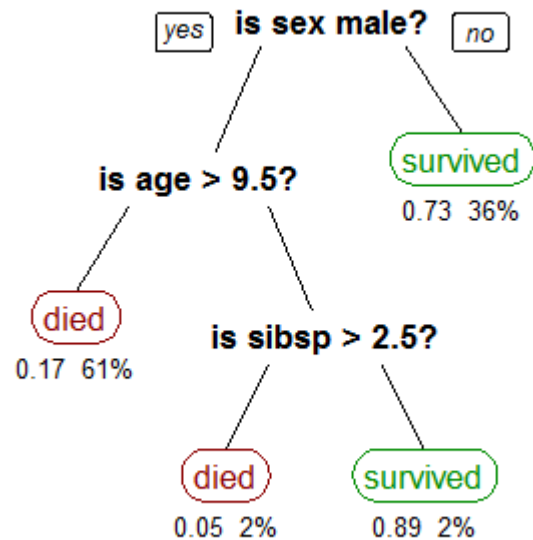 yes is sex male? no
is age > 9.5?
survived
0.73 36%
died
0.17 61%
is sibsp > 2.5?
died
0.05 2%
survived
0.89 2%